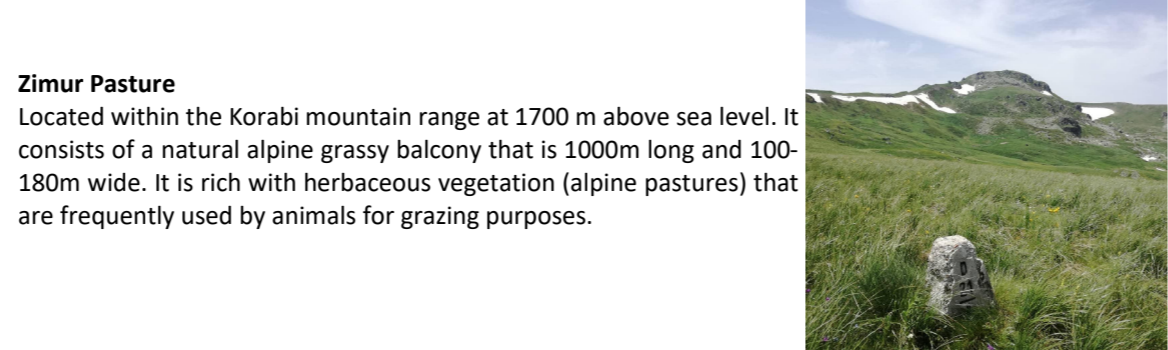 Zimur Pasture
Located within the Korabi mountain range at 1700 m above sea level. It
consists of a natural alpine grassy balcony that is 1000m long and 100-
180m wide. It is rich with herbaceous vegetation (alpine pastures) that
are frequently used by animals for grazing purposes.
D